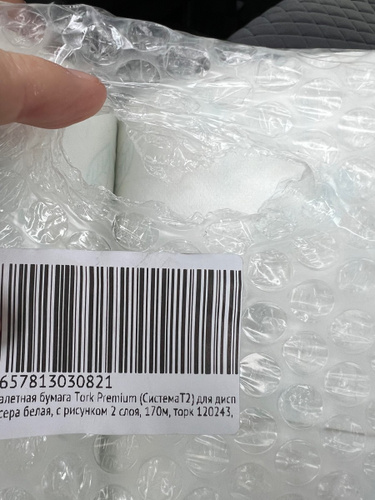 657813030821
алетная бумага Tork Premium (СистемаТ2) для дисп
сера белая, с рисунком 2 слоя, 170м, торк 120243,